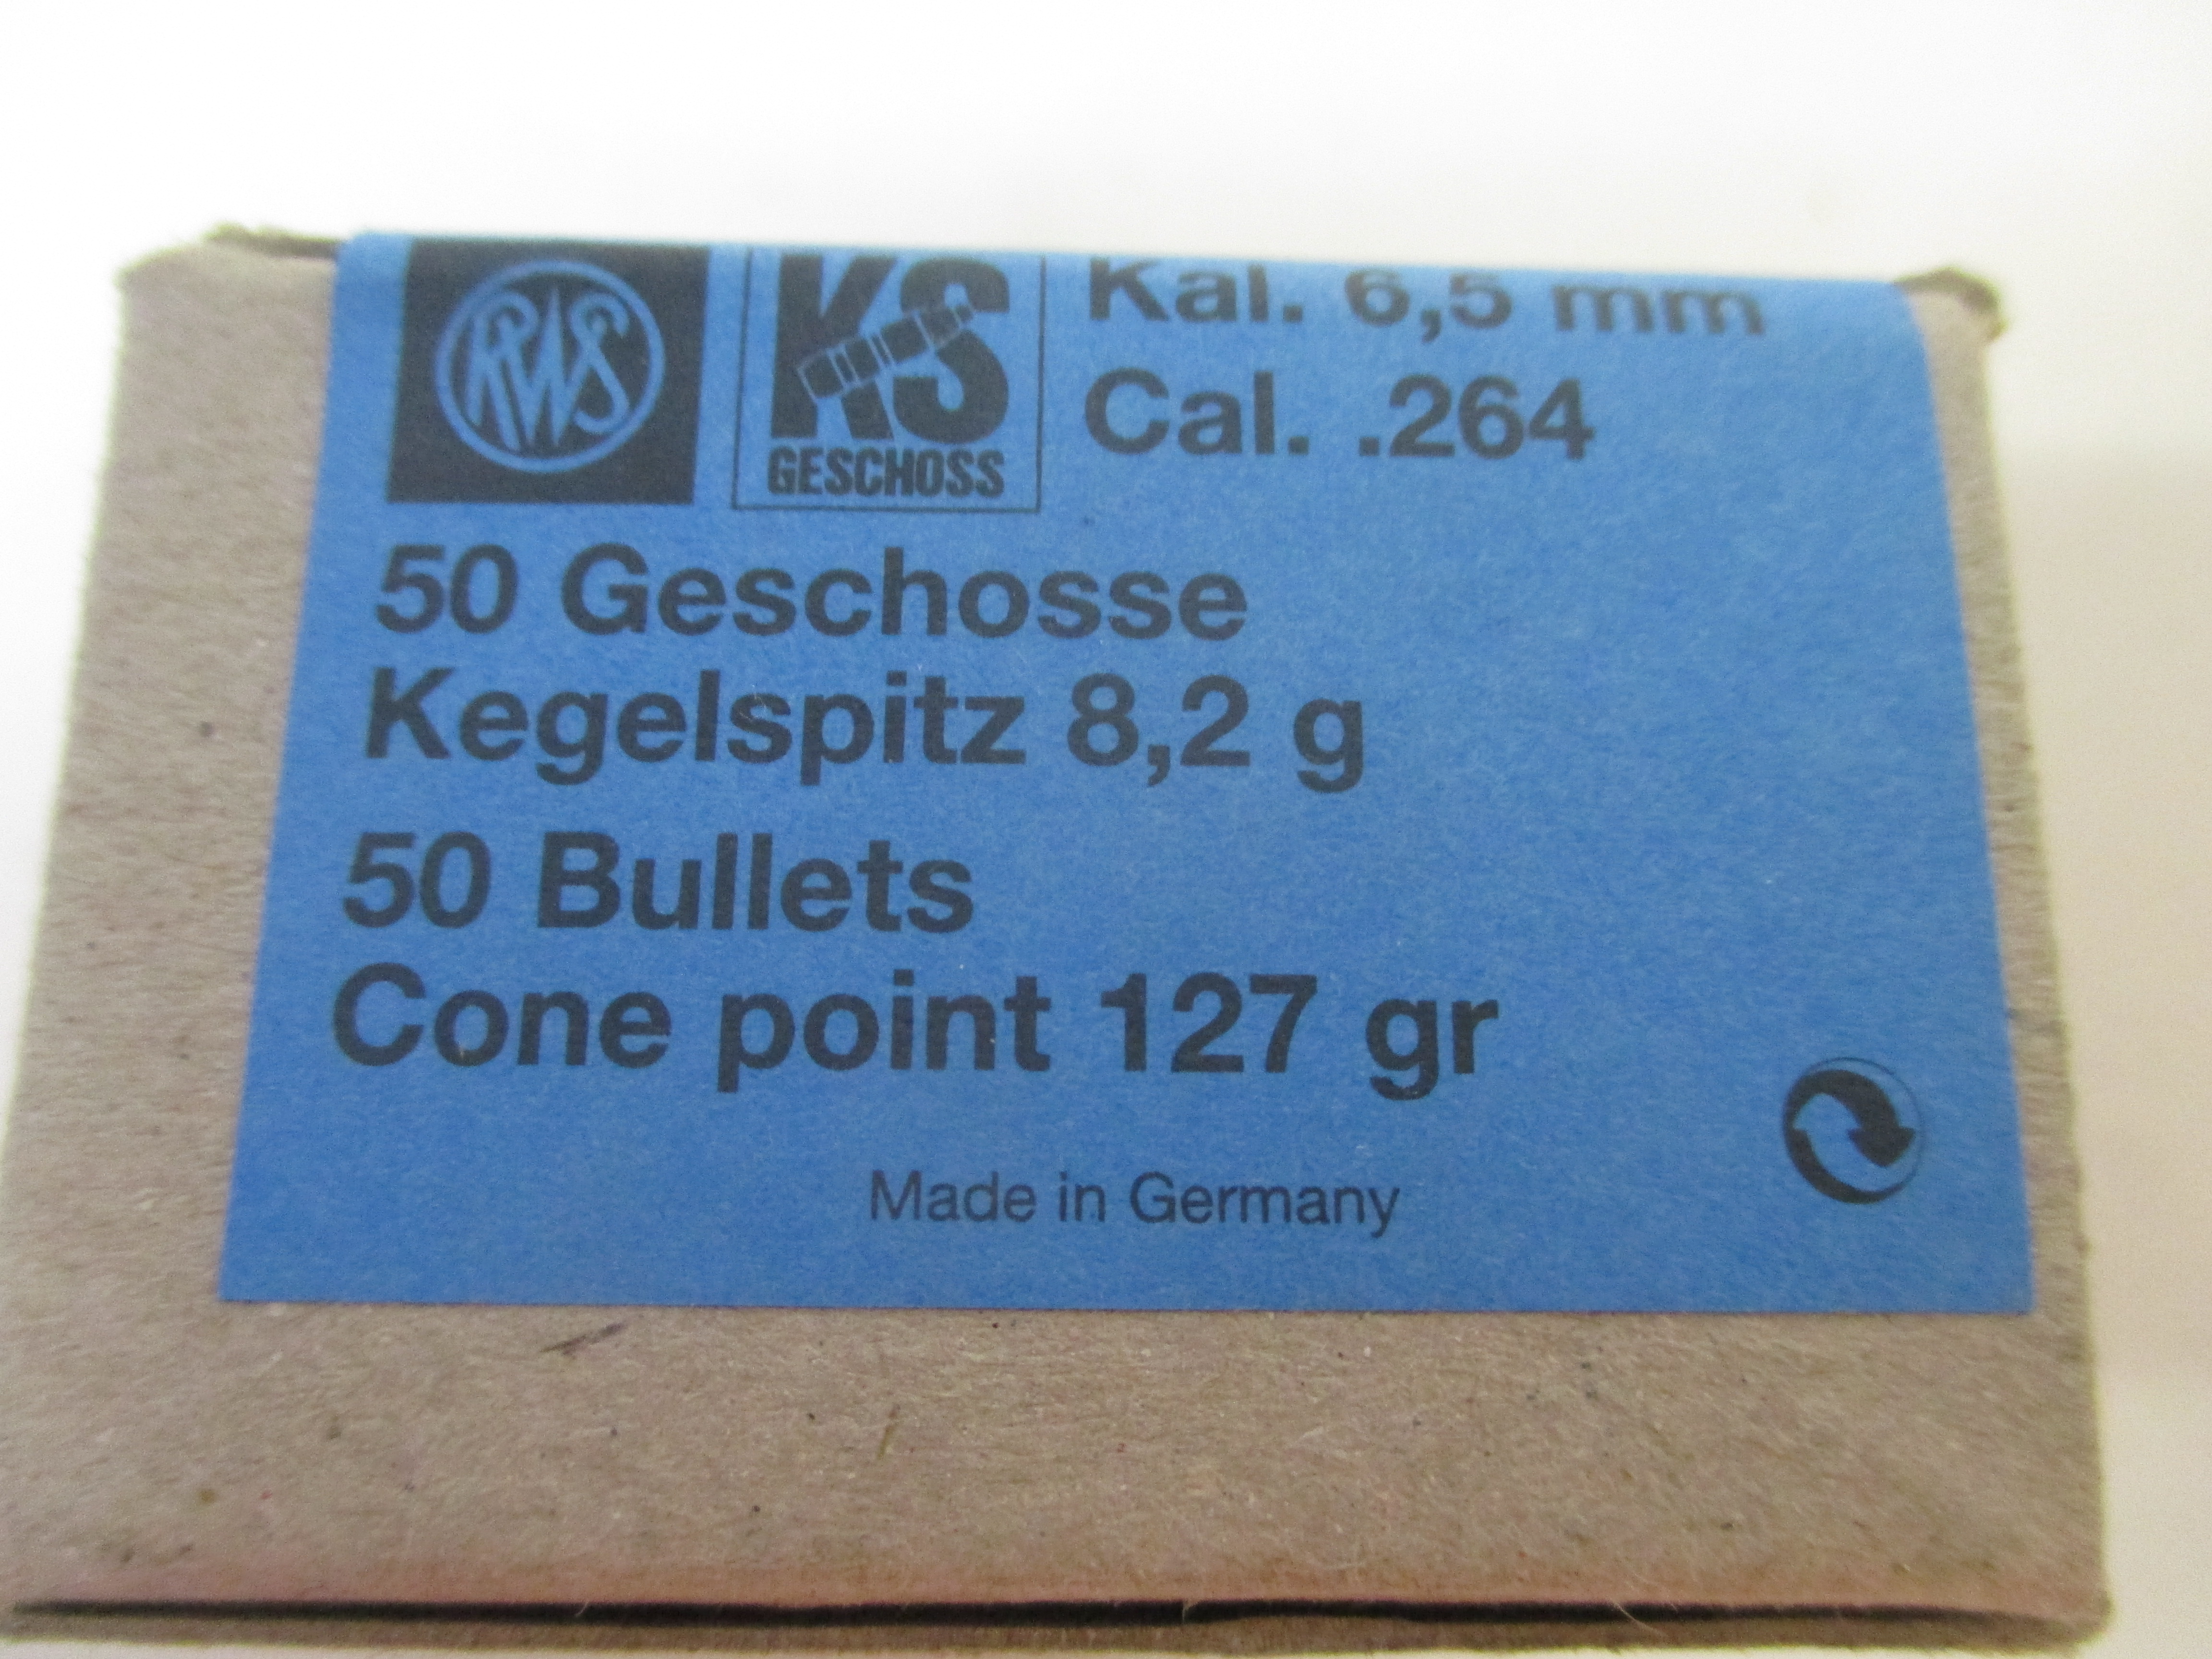 RWS
KS
GESCHOSS
Kal. 6,5 mm
Cal. .264
50 Geschosse
Kegelspitz 8,2 g
50 Bullets
Cone point 127 gr
Made in Germany